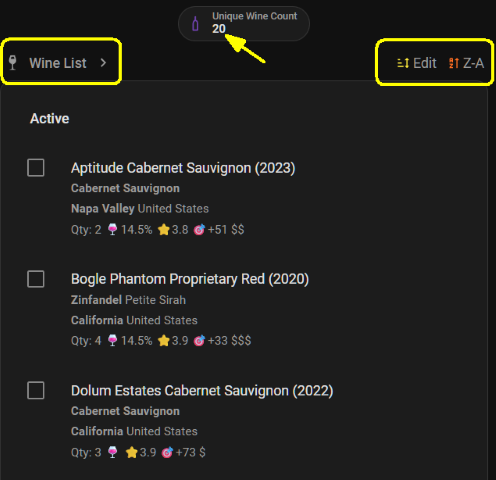 Unique Wine Count
20
Wine List
Edit Z-A
Active
Aptitude Cabernet Sauvignon (2023)
Cabernet Sauvignon
Napa Valley United States
Qty: 2 14.5% 3.8 +51 $$
Bogle Phantom Proprietary Red (2020)
Zinfandel Petite Sirah
California United States
Qty: 4 14.5% 3.9 +33 $$$
Dolum Estates Cabernet Sauvignon (2022)
Cabernet Sauvignon
California United States
Qty: 3 3.9 +73 $